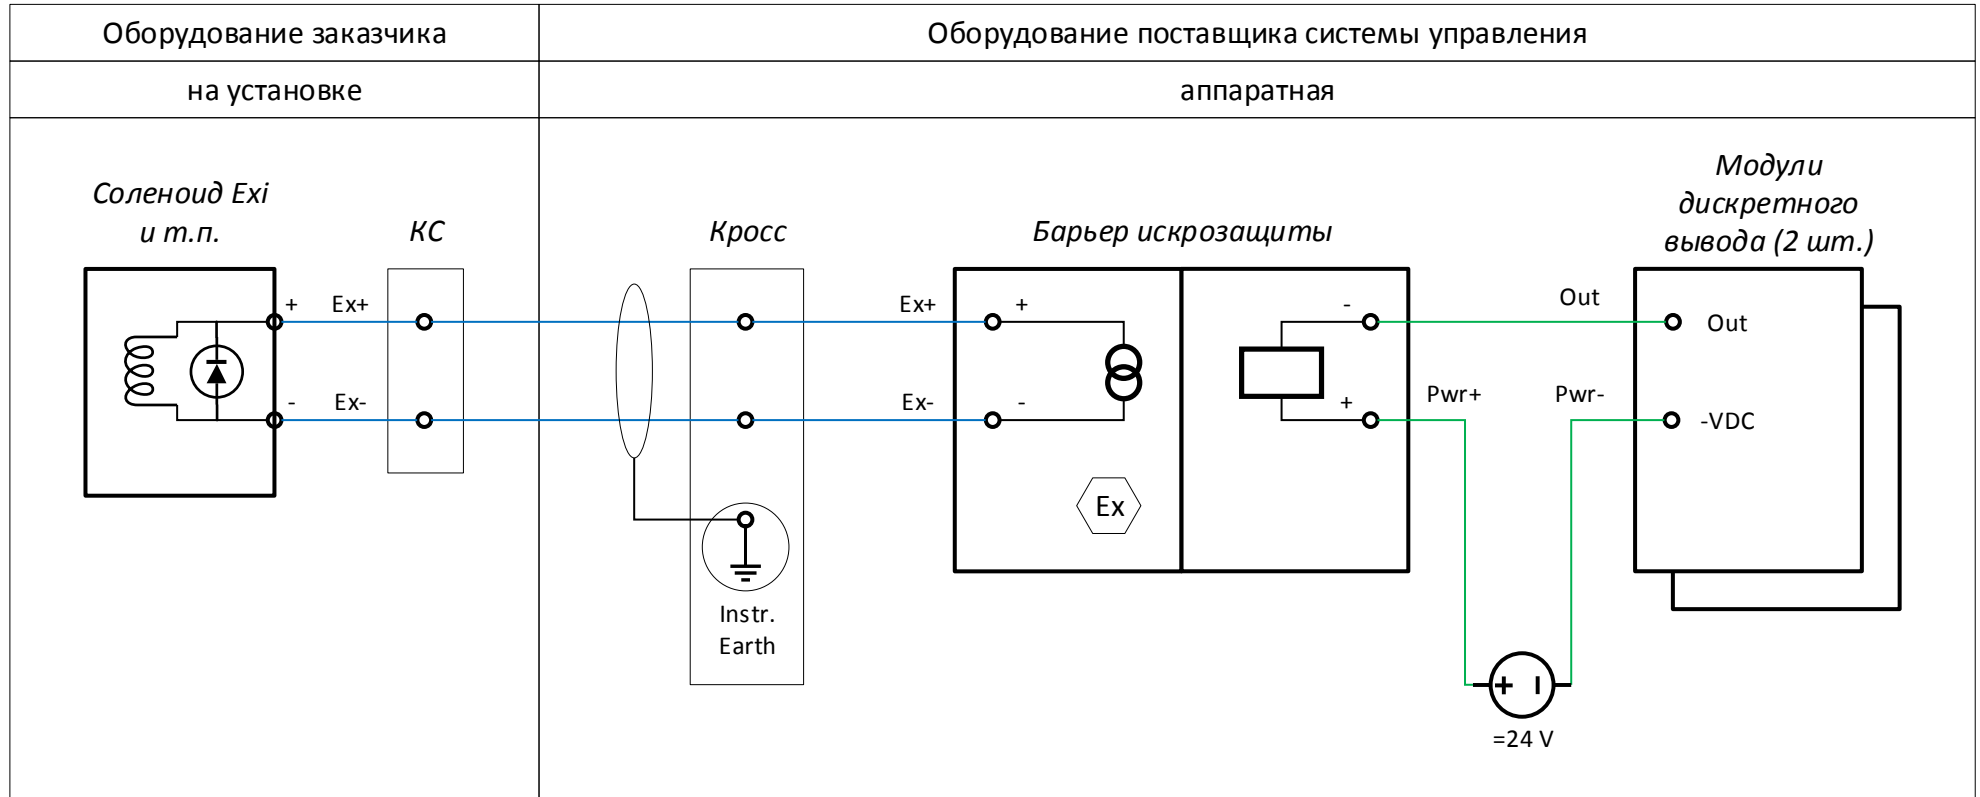 Оборудование заказчика
Оборудование поставщика системы управления
на установке
аппаратная
Соленоид Exi
и т.п.
КС
Кросс
Барьер искрозащиты
Модули
дискретного
вывода (2 шт.)
+
Ex+
Ex+
+
-
Out
Out
-
Ex-
Ex-
-
+
Pwr+
Pwr-
-VDC
Ex
Instr.
Earth
=24 V